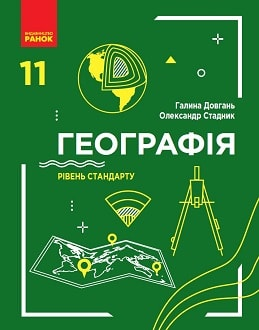 ВИДАВНИЦТВО
РАНОК
11
Галина Довгань
Олександр Стадник
ГЕОГРАФІЯ
РІВЕНЬ СТАНДАРТУ